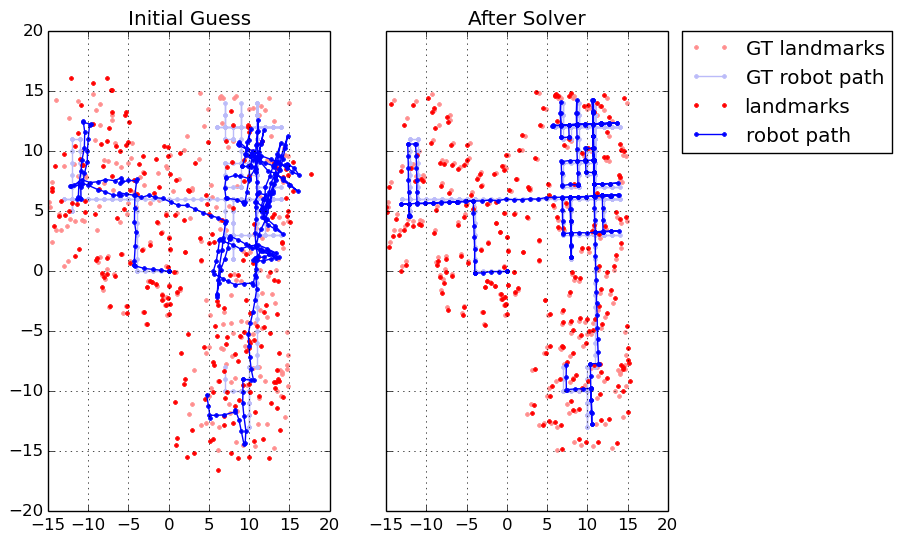 Initial Guess
After Solver
20
15
10
5
0
−5
−10
−15
−20
−15 −10 −5 0 5 10 15 20
−15 −10 −5 0 5 10 15 20
GT landmarks
GT robot path
landmarks
robot path